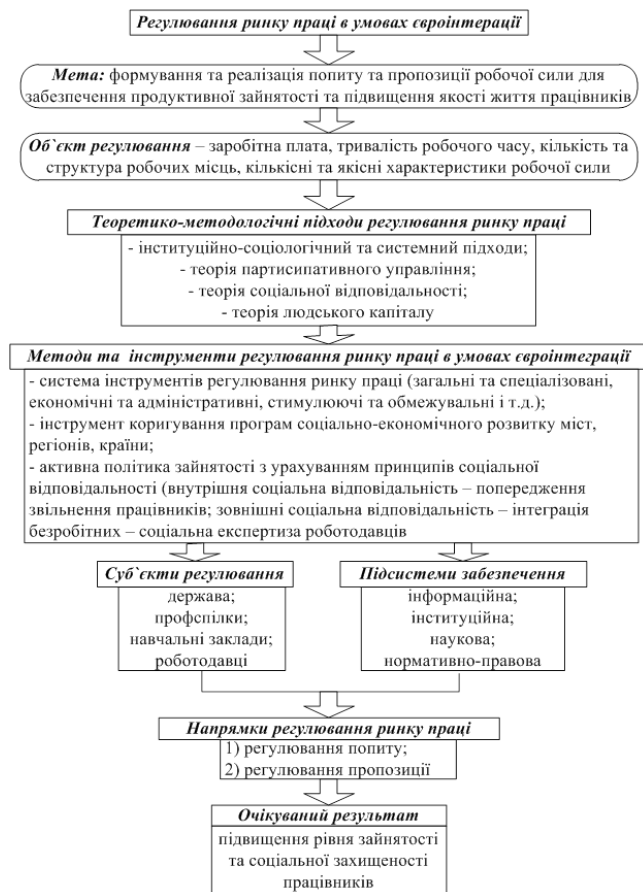 Регулювання ринку праці в умовах євроінтерації
Мета: формування та реалізація попиту та пропозиції робочої сили для
забезпечення продуктивної зайнятості та підвищення якості життя працівників
Об`єкт регулювання – заробітна плата, тривалість робочого часу, кількість та
структура робочих місць, кількісні та якісні характеристики робочої сили
Теоретико-методологічні підходи регулювання ринку праці
- інституційно-соціологічний та системний підходи;
- теорія партисипативного управління;
- теорія соціальної відповідальності;
- теорія людського капіталу
Методи та інструменти регулювання ринку праці в умовах євроінтеграції
- система інструментів регулювання ринку праці (загальні та спеціалізовані,
економічні та адміністративні, стимулюючі та обмежувальні і т.д.);
- інструмент коригування програм соціально-економічного розвитку міст,
регіонів, країни;
- активна політика зайнятості з урахуванням принципів соціальної
відповідальності (внутрішня соціальна відповідальність – попередження
звільнення працівників; зовнішні соціальна відповідальність – інтеграція
безробітних – соціальна експертиза роботодавців
Суб`єкти регулювання
держава;
профспілки;
навчальні заклади;
роботодавці
Підсистеми забезпечення
інформаційна;
інституційна;
наукова;
нормативно-правова
Напрямки регулювання ринку праці
1) регулювання попиту;
2) регулювання пропозиції
Очікуваний результат
підвищення рівня зайнятості
та соціальної захищеності
працівників